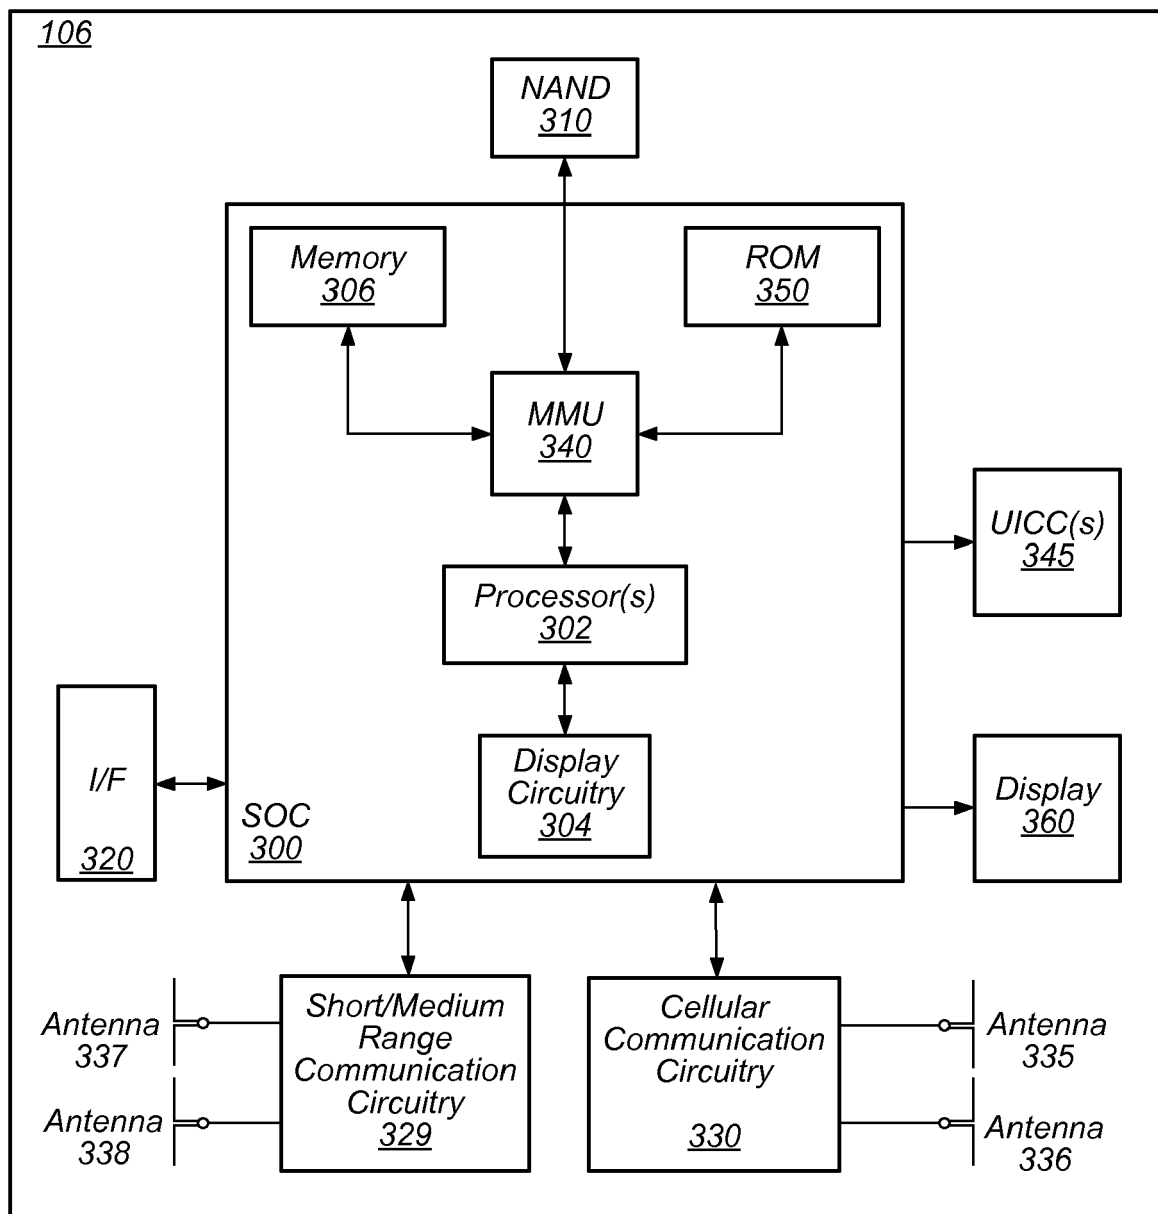 106
NAND
310
Memory
306
ROM
350
MMU
340
UICC(s)
345
Processor(s)
302
I/F
320
Display
Circuitry
304
SOC
300
Display
360
Antenna
337
Antenna
338
Short/Medium
Range
Communication
Circuitry
329
Cellular
Communication
Circuitry
330
Antenna
335
Antenna
336